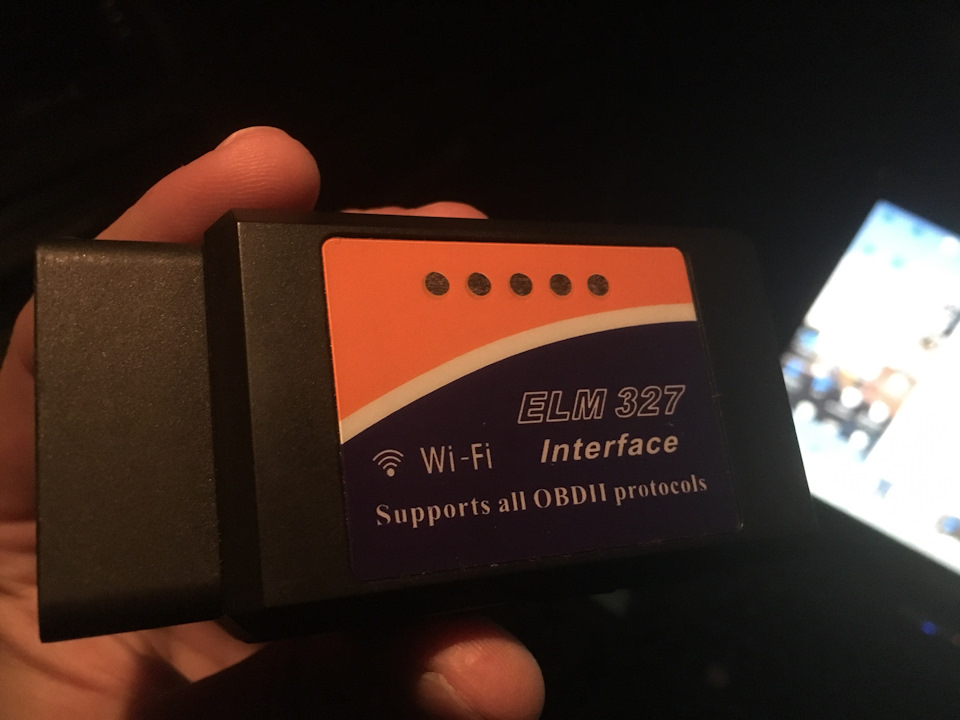 ELM 327
Wi-Fi Interface
Supports all OBDII protocols